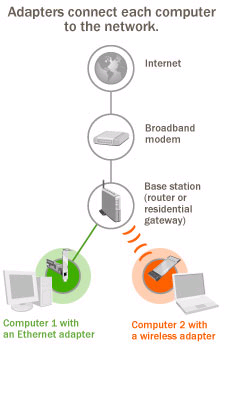 Adapters connect each computer
to the network.
Internet
Broadband
modem
Base station
(router or
residential
gateway)
Computer 1 with
an Ethernet adapter
Computer 2 with
a wireless adapter